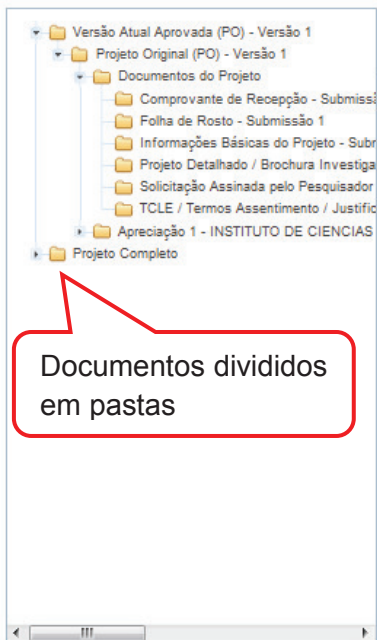 Versão Atual Aprovada (PO) - Versão 1
Projeto Original (PO) - Versão 1
Documentos do Projeto
Comprovante de Recepção - Submissã
Folha de Rosto - Submissão 1
Informações Básicas do Projeto - Subr
Projeto Detalhado / Brochura Investiga
Solicitação Assinada pelo Pesquisador
TCLE / Termos Assentimento / Justific
Apreciação 1 - INSTITUTO DE CIENCIAS
Projeto Completo
Documentos divididos
em pastas